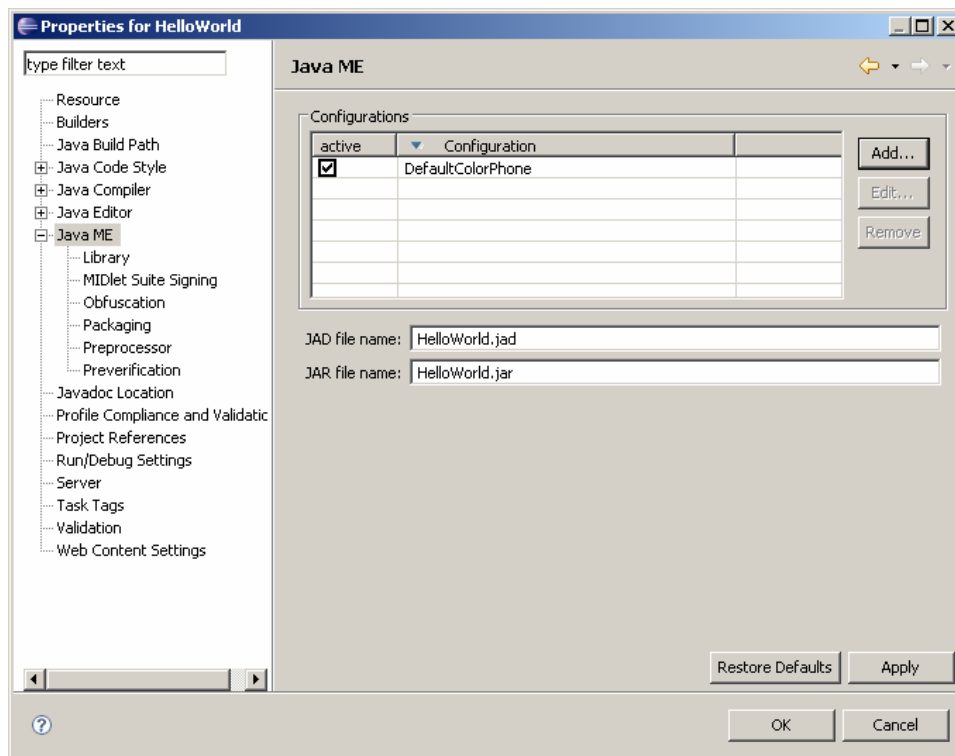 Properties for HelloWorld
type filter text
Resource
Builders
Java Build Path
Java Code Style
Java Compiler
Java Editor
Java ME
Library
MIDlet Suite Signing
Obfuscation
Packaging
Preprocessor
Preverification
Javadoc Location
Profile Compliance and Validatic
Project References
Run/Debug Settings
Server
Task Tags
Validation
Web Content Settings
Java ME
Configurations
active Configuration
DefaultColorPhone
Add...
Edit...
Remove
JAD file name: HelloWorld.jad
JAR file name: HelloWorld.jar
Restore Defaults Apply
? OK Cancel